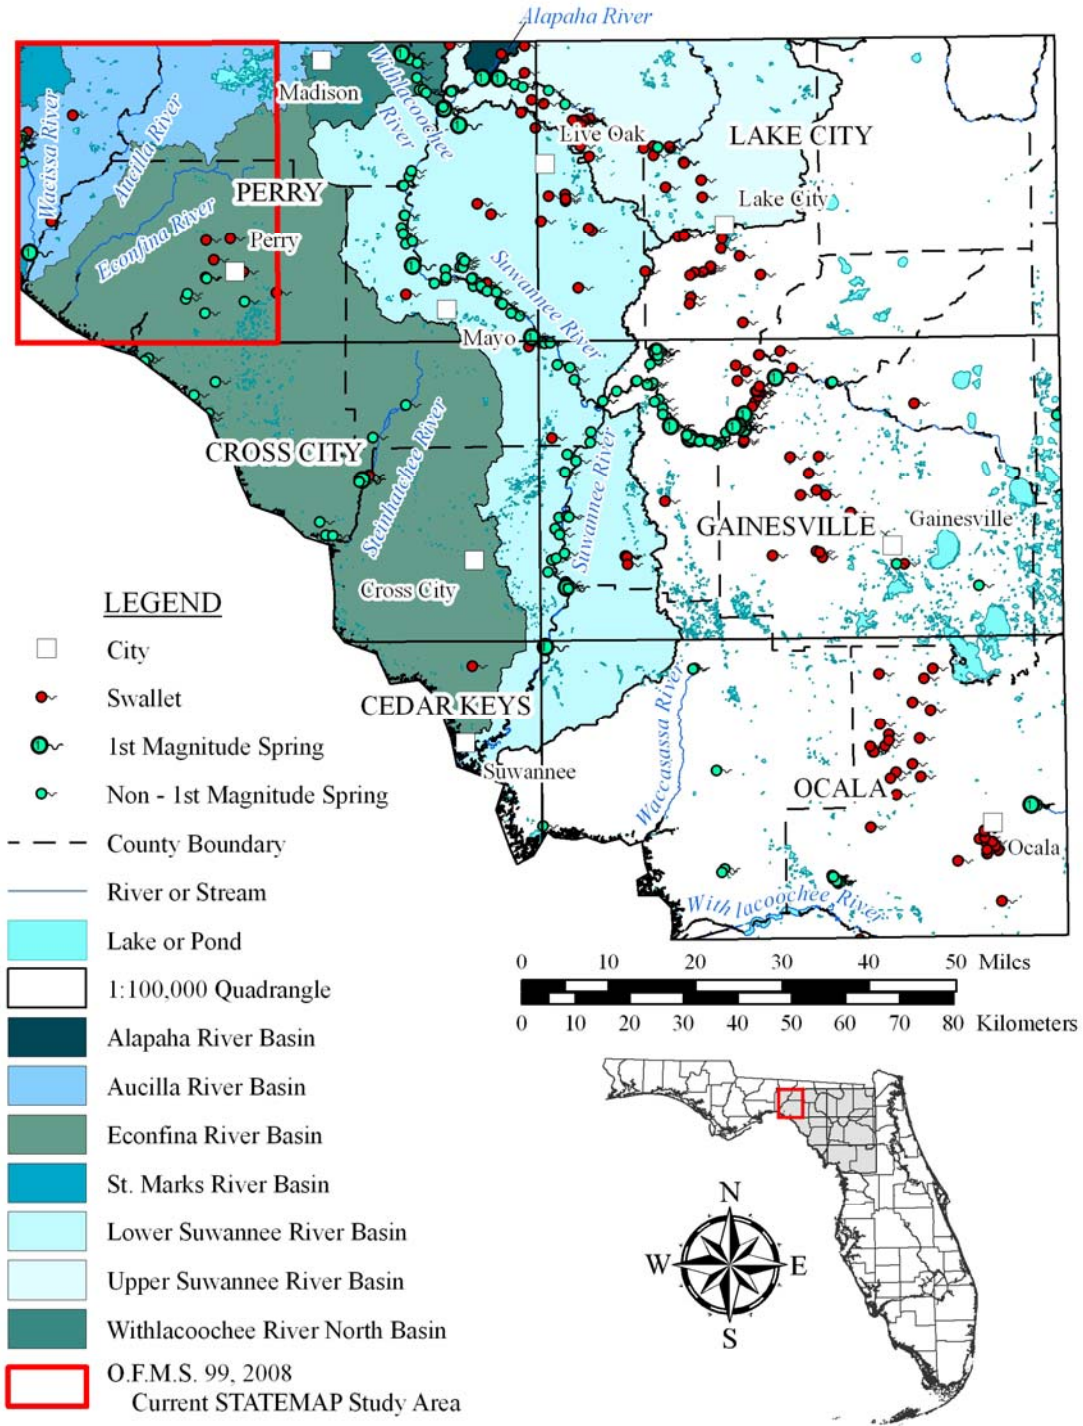 Alapaha River
Withlacoochee
River
Madison
Wacissa River
Aucilla River
Live Oak
LAKE CITY
PERRY
Lake City
Econfina River
Perry
Suwannee River
Mayo
CROSS CITY
Steinhatchee River
Suwannee River
GAINESVILLE
Gainesville
Cross City
CEDAR KEYS
Suwannee
Waccasassa River
OCALA
Ocala
Withlacoochee River
LEGEND
City
Swallet
1st Magnitude Spring
Non - 1st Magnitude Spring
County Boundary
River or Stream
Lake or Pond
1:100,000 Quadrangle
Alapaha River Basin
Aucilla River Basin
Econfina River Basin
St. Marks River Basin
Lower Suwannee River Basin
Upper Suwannee River Basin
Withlacoochee River North Basin
O.F.M.S. 99, 2008
Current STATEMAP Study Area
0 10 20 30 40 50 Miles
0 10 20 30 40 50 60 70 80 Kilometers
N
W E
S